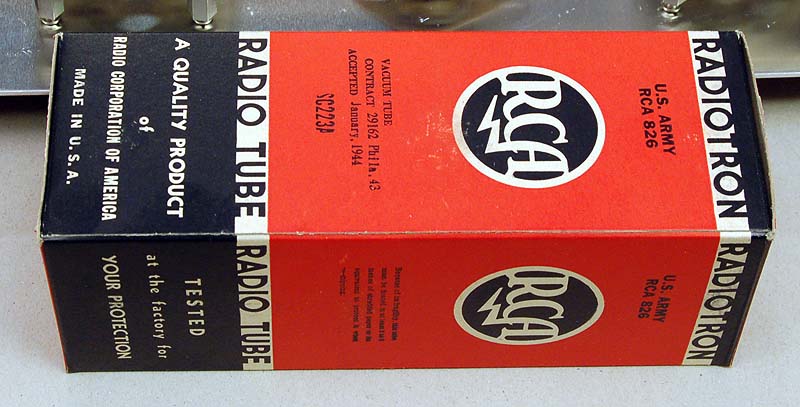 RADIOTRON
U.S. ARMY
RCA 826
RCA
VACUUM TUBE
CONTRACT 29162 Phila, 43
ACCEPTED January, 1944
SC223A
RADIO TUBE
A QUALITY PRODUCT
of
RADIO CORPORATION OF AMERICA
MADE IN U.S.A.
RADIOTRON
U.S. ARMY
RCA 826
RCA
RADIO TUBE
TESTED
at the factory for
YOUR PROTECTION